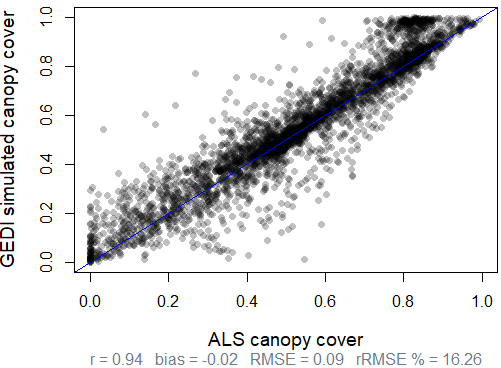 GEDI simulated canopy cover
1.0
0.8
0.6
0.4
0.2
0.0
0.0 0.2 0.4 0.6 0.8 1.0
ALS canopy cover
r = 0.94 bias = -0.02 RMSE = 0.09 rRMSE % = 16.26